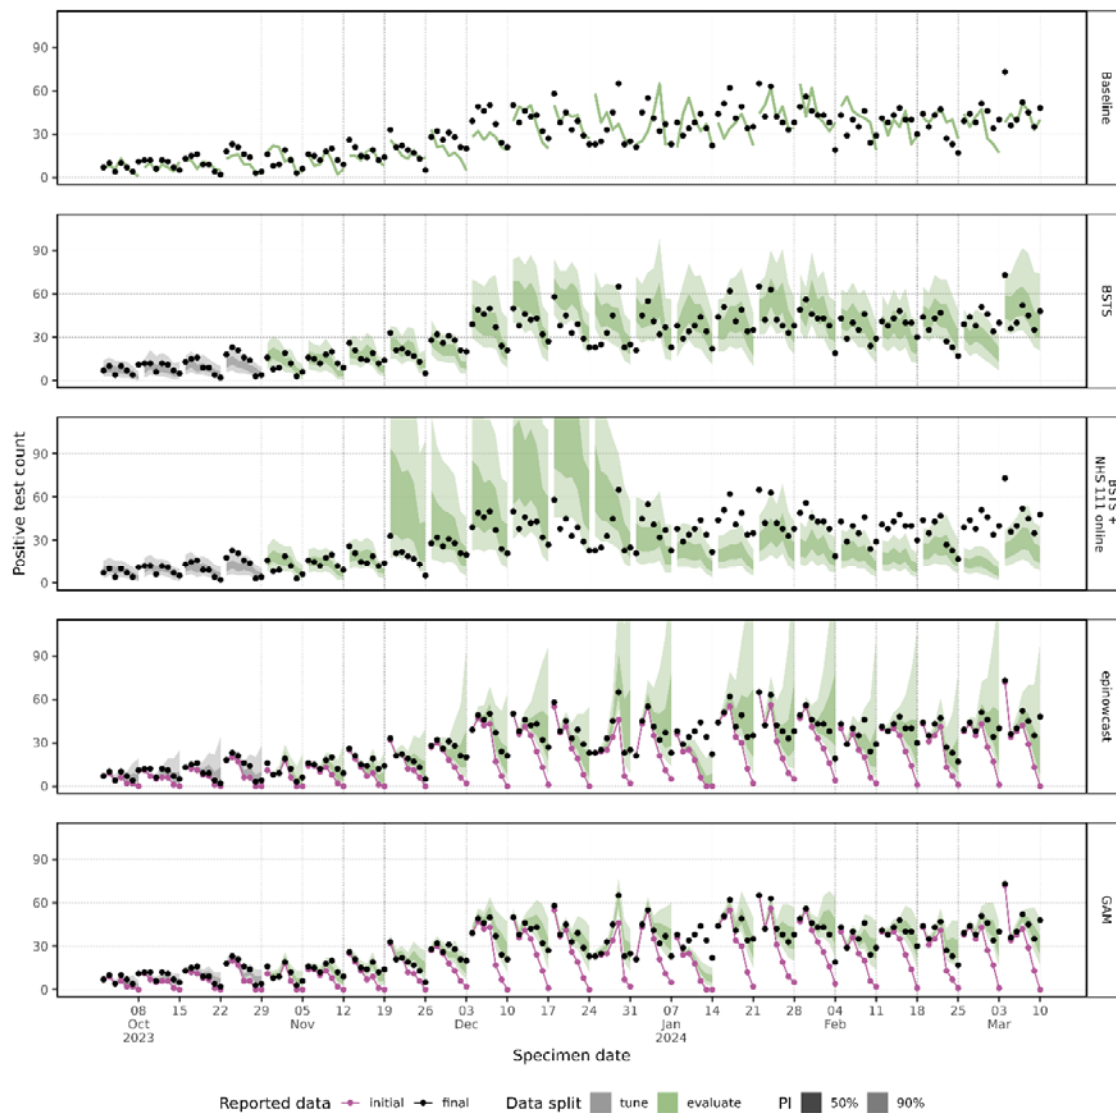 90
60
30
0
Baseline
90
60
30
0
BSTS
Positive test count
90
60
30
0
BSTS +
NHS 111 online
90
60
30
0
epinowcast
90
60
30
0
GAM
08 15 22 29 05 12 19 26 03 10 17 24 31 07 14 21 28 04 11 18 25 03 10
Oct Nov Dec Jan Feb Mar
2023 2024
Specimen date
Reported data initial final Data split tune evaluate PI 50% 90%